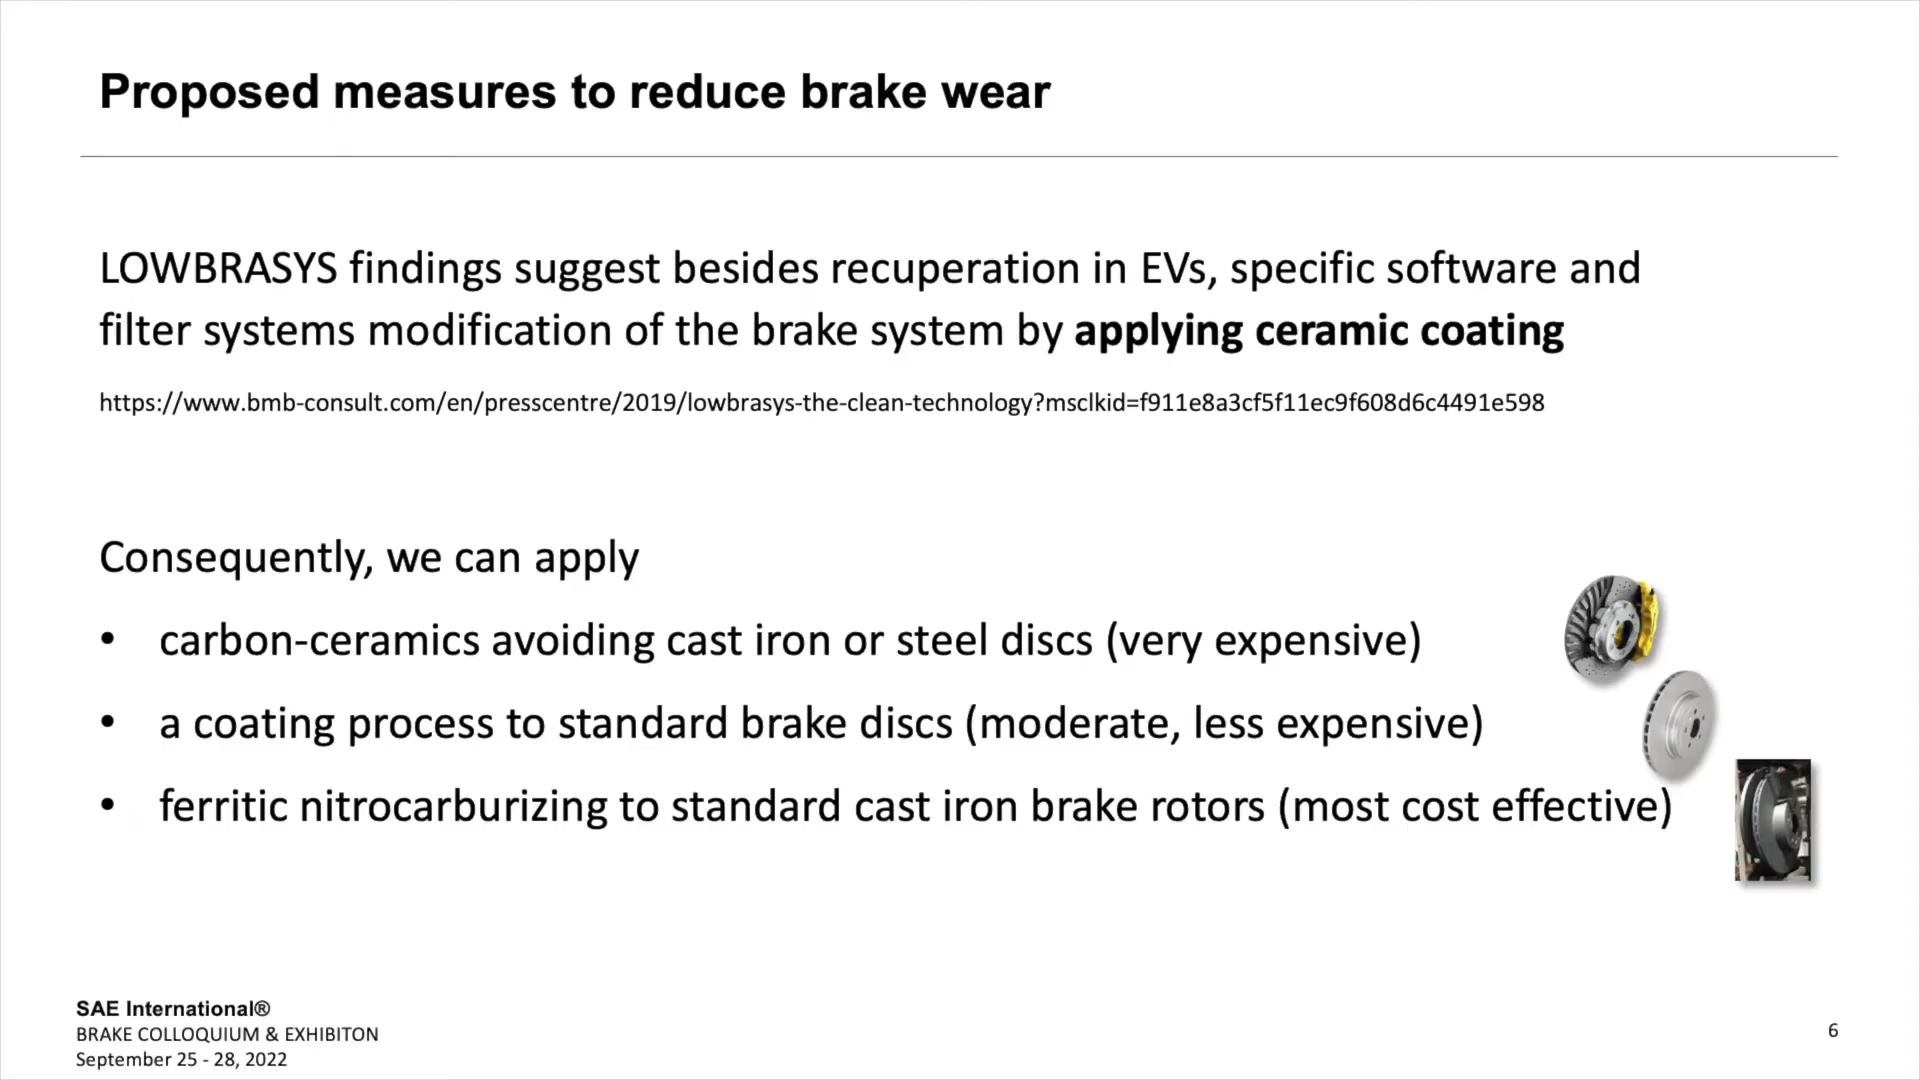 Proposed measures to reduce brake wear
LOWBRASYS findings suggest besides recuperation in EVs, specific software and
filter systems modification of the brake system by applying ceramic coating
https://www.bmb-consult.com/en/presscentre/2019/lowbrasys-the-clean-technology?msclkid=f911e8a3cf5f11ec9f608d6c4491e598
Consequently, we can apply
• carbon-ceramics avoiding cast iron or steel discs (very expensive)
• a coating process to standard brake discs (moderate, less expensive)
• ferritic nitrocarburizing to standard cast iron brake rotors (most cost effective)
SAE International®
BRAKE COLLOQUIUM & EXHIBITON
September 25 - 28, 2022
6